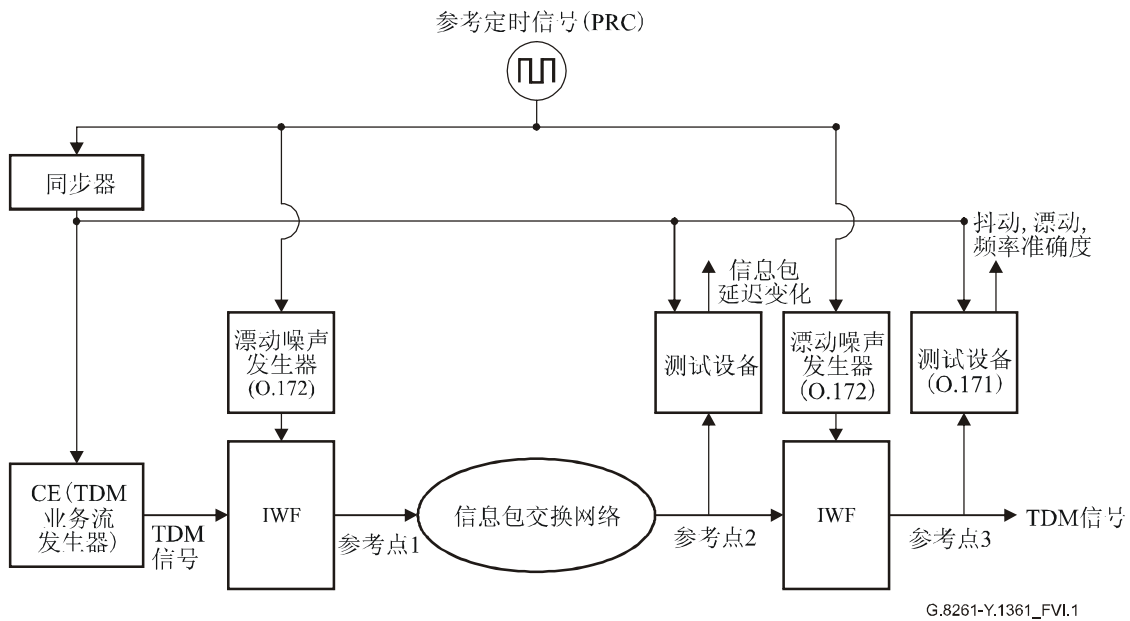 参考定时信号(PRC)
同步器
抖动, 漂动,
频率准确度
信息包
延迟变化
漂动噪声
发生器
(O.172)
测试设备
漂动噪声
发生器
(O.172)
测试设备
(O.171)
CE(TDM
业务流
发生器)
TDM
信号
IWF
参考点1
信息包交换网络
参考点2
IWF
参考点3
TDM信号
G.8261-Y.1361_FVI.1